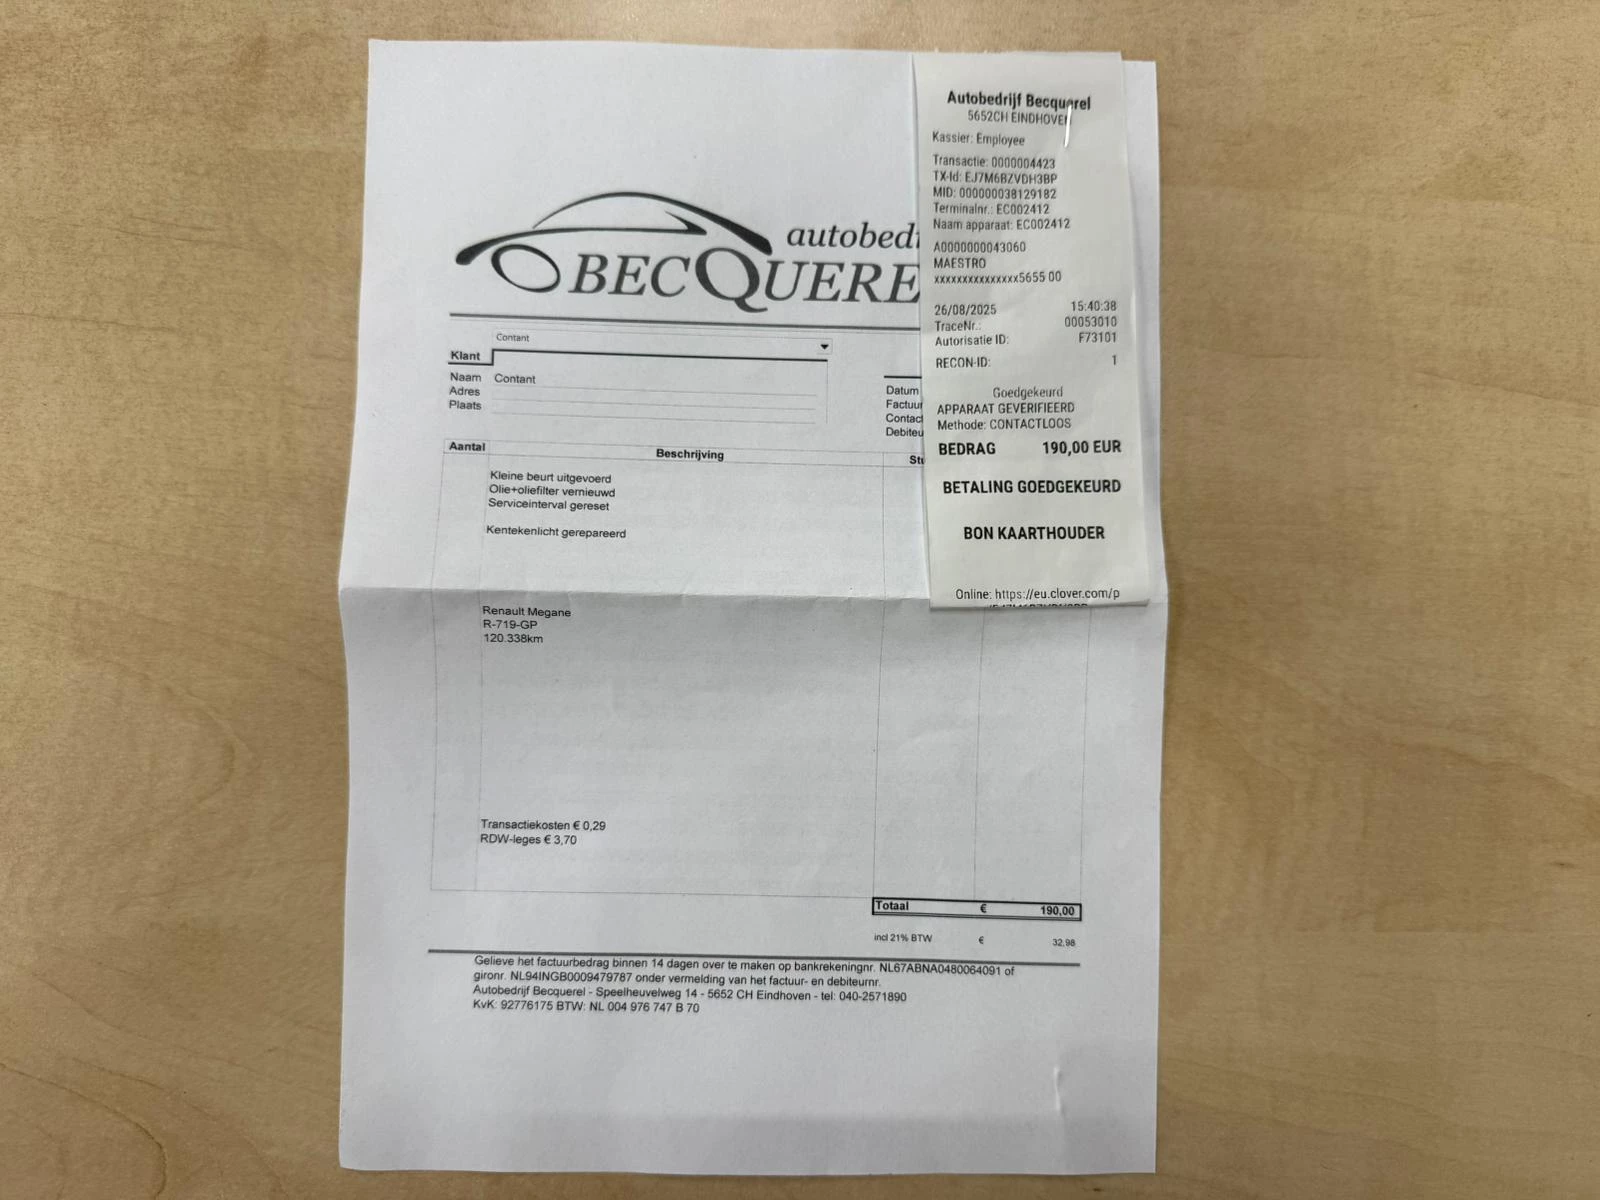 autobedr
BECQUERE
Contant
Klant
Naam Contant
Adres
Plaats
Datum
Factuur
Contact
Debiteu
Aantal Beschrijving Stu
Kleine beurt uitgevoerd
Olie+oliefilter vernieuwd
Serviceinterval gereset
Kentekenlicht gerepareerd
Renault Megane
R-719-GP
120.338km
Transactiekosten € 0,29
RDW-leges € 3,70
Totaal € 190,00
incl 21% BTW € 32,98
Gelieve het factuurbedrag binnen 14 dagen over te maken op bankrekeningnr. NL67ABNA0480064091 of
gironr. NL94INGB0009479787 onder vermelding van het factuur- en debiteurnr.
Autobedrijf Becquerel - Speelheuvelweg 14 - 5652 CH Eindhoven - tel: 040-2571890
KvK: 92776175 BTW: NL 004 976 747 B 70
Autobedrijf Becquerel
5652CH EINDHOVEN
Kassier: Employee
Transactie: 0000004423
TX-Id: EJ7M6BZVDH3BP
MID: 000000038129182
Terminalnr.: EC002412
Naam apparaat: EC002412
A0000000043060
MAESTRO
xxxxxxxxxxxxxxx5655 00
26/08/2025 15:40:38
TraceNr.: 00053010
Autorisatie ID: F73101
RECON-ID: 1
Goedgekeurd
APPARAAT GEVERIFIEERD
Methode: CONTACTLOOS
BEDRAG 190,00 EUR
BETALING GOEDGEKEURD
BON KAARTHOUDER
Online: https://eu.clover.com/p